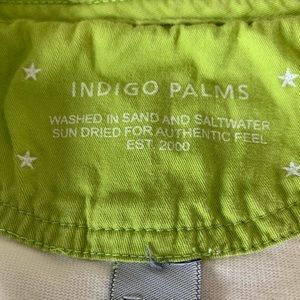 INDIGO PALMS
WASHED IN SAND AND SALTWATER
SUN DRIED FOR AUTHENTIC FEEL
EST. 2000